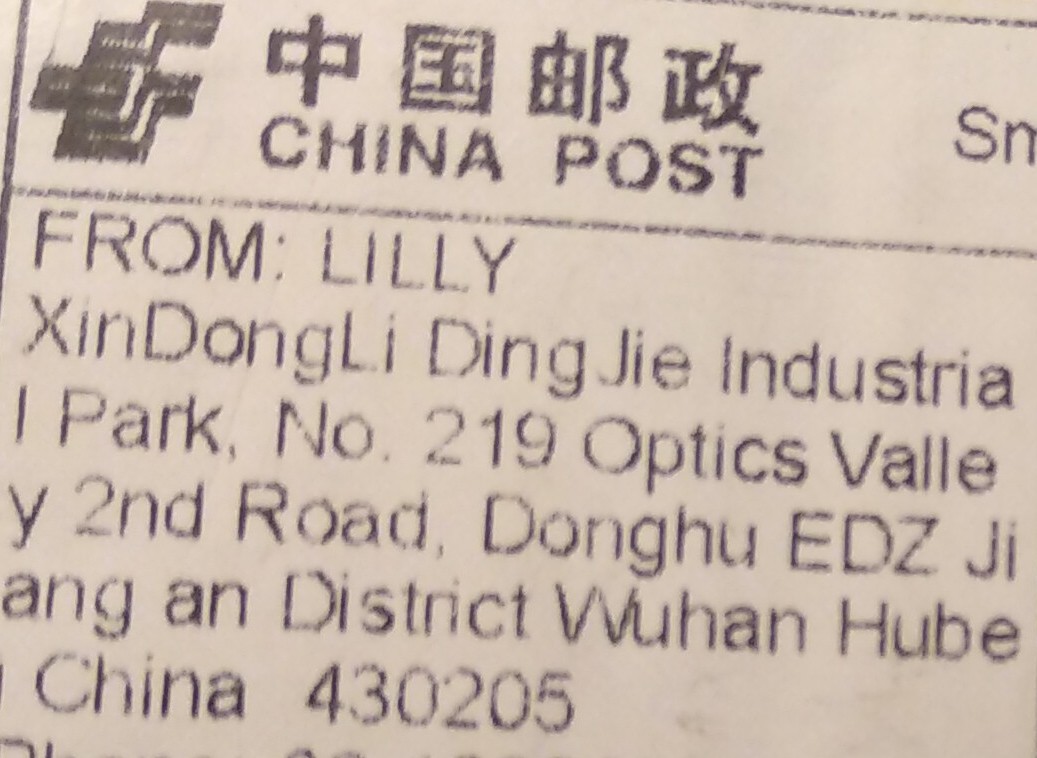 中国邮政
CHINA POST
Sm
FROM: LILLY
XinDongLi DingJie Industria
l Park, No. 219 Optics Valle
y 2nd Road, Donghu EDZ Ji
ang an District Wuhan Hube
i China 430205